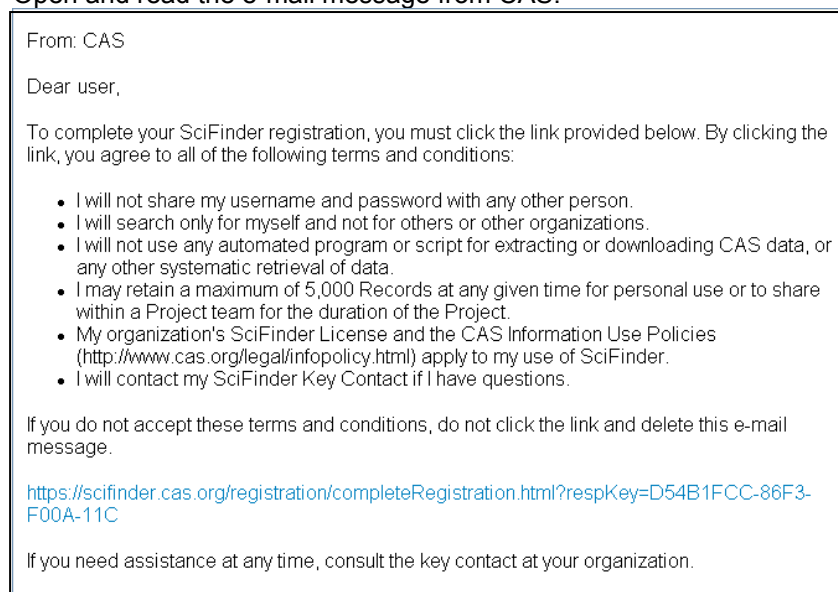 Open and read the e-mail message from CAS.
From: CAS
Dear user,
To complete your SciFinder registration, you must click the link provided below. By clicking the
link, you agree to all of the following terms and conditions:
• I will not share my username and password with any other person.
• I will search only for myself and not for others or other organizations.
• I will not use any automated program or script for extracting or downloading CAS data, or
any other systematic retrieval of data.
• I may retain a maximum of 5,000 Records at any given time for personal use or to share
within a Project team for the duration of the Project.
• My organization's SciFinder License and the CAS Information Use Policies
(http://www.cas.org/legal/infopolicy.html) apply to my use of SciFinder.
• I will contact my SciFinder Key Contact if I have questions.
If you do not accept these terms and conditions, do not click the link and delete this e-mail
message.
https://scifinder.cas.org/registration/completeRegistration.html?respKey=D54B1FCC-86F3-
F00A-11C
If you need assistance at any time, consult the key contact at your organization.